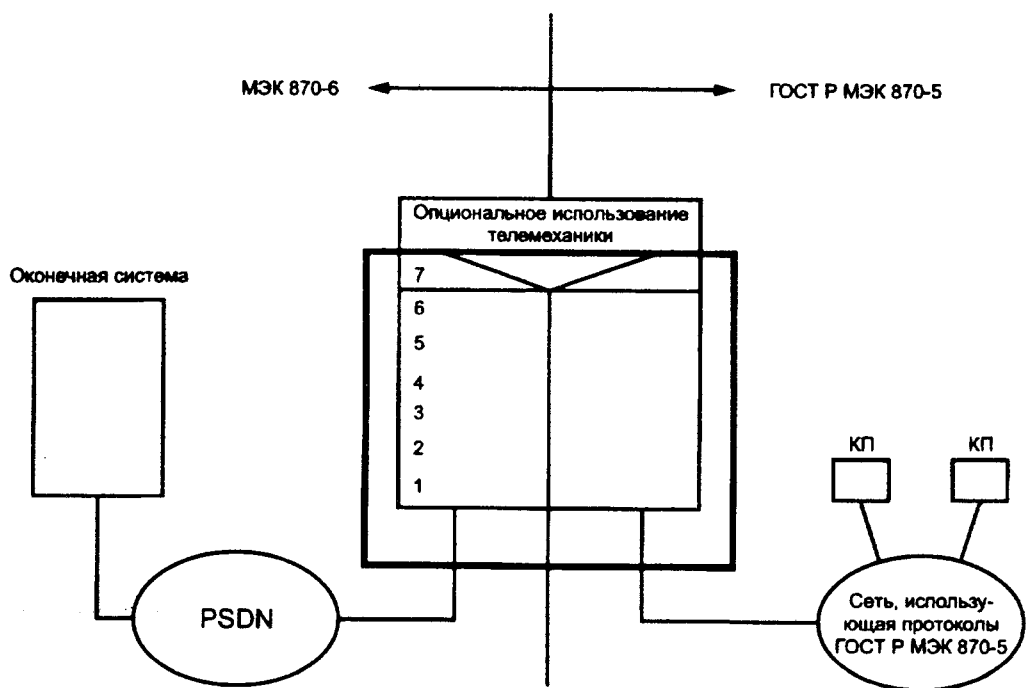 МЭК 870-6
ГОСТ Р МЭК 870-5
Опциональное использование
телемеханики
Оконечная система
7
6
5
4
3
2
1
КП
КП
PSDN
Сеть, использу-
ющая протоколы
ГОСТ Р МЭК 870-5